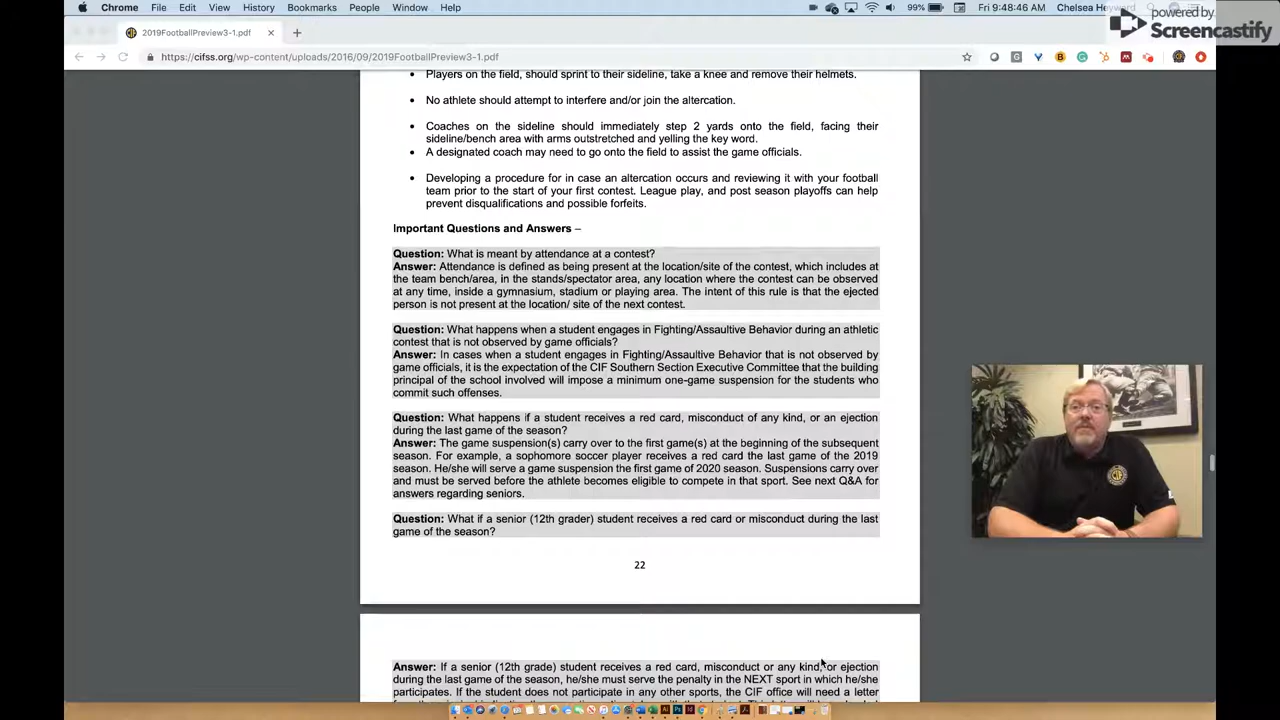 Chrome File Edit View History Bookmarks People Window Help 99% Fri 9:48:46 AM Chelsea Heyward
powered by
Screencastify
2019FootballPreview3-1.pdf
https://cifss.org/wp-content/uploads/2016/09/2019FootballPreview3-1.pdf
• Players on the field, should sprint to their sideline, take a knee and remove their helmets.
• No athlete should attempt to interfere and/or join the altercation.
• Coaches on the sideline should immediately step 2 yards onto the field, facing their
sideline/bench area with arms outstretched and yelling the key word.
• A designated coach may need to go onto the field to assist the game officials.
• Developing a procedure for in case an altercation occurs and reviewing it with your football
team prior to the start of your first contest. League play, and post season playoffs can help
prevent disqualifications and possible forfeits.
Important Questions and Answers –
Question: What is meant by attendance at a contest?
Answer: Attendance is defined as being present at the location/site of the contest, which includes at
the team bench/area, in the stands/spectator area, any location where the contest can be observed
at any time, inside a gymnasium, stadium or playing area. The intent of this rule is that the ejected
person is not present at the location/ site of the next contest.
Question: What happens when a student engages in Fighting/Assaultive Behavior during an athletic
contest that is not observed by game officials?
Answer: In cases when a student engages in Fighting/Assaultive Behavior that is not observed by
game officials, it is the expectation of the CIF Southern Section Executive Committee that the building
principal of the school involved will impose a minimum one-game suspension for the students who
commit such offenses.
Question: What happens if a student receives a red card, misconduct of any kind, or an ejection
during the last game of the season?
Answer: The game suspension(s) carry over to the first game(s) at the beginning of the subsequent
season. For example, a sophomore soccer player receives a red card the last game of the 2019
season. He/she will serve a game suspension the first game of 2020 season. Suspensions carry over
and must be served before the athlete becomes eligible to compete in that sport. See next Q&A for
answers regarding seniors.
Question: What if a senior (12th grader) student receives a red card or misconduct during the last
game of the season?
22
Answer: If a senior (12th grade) student receives a red card, misconduct or any kind, or ejection
during the last game of the season, he/she must serve the penalty in the NEXT sport in which he/she
participates. If the student does not participate in any other sports, the CIF office will need a letter